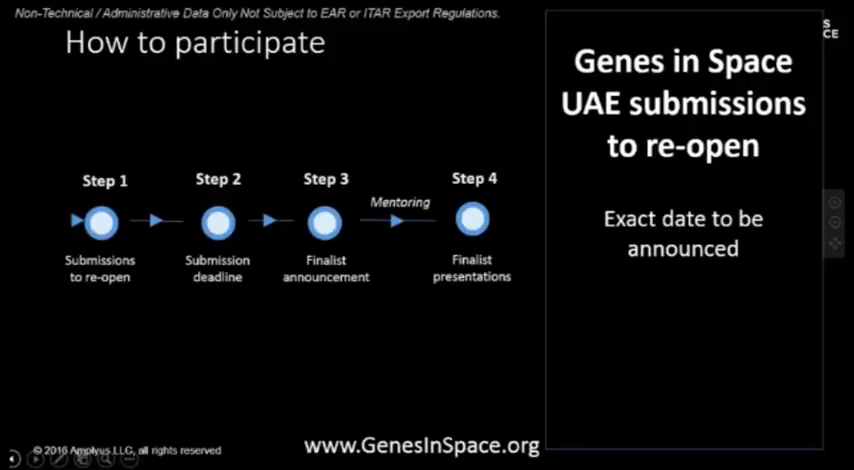 Non-Technical / Administrative Data Only Not Subject to EAR or ITAR Export Regulations.
How to participate
S
CE
Genes in Space
UAE submissions
to re-open
Exact date to be
announced
Step 1
Step 2
Step 3
Mentoring
Step 4
Submissions
to re-open
Submission
deadline
Finalist
announcement
Finalist
presentations
© 2016 Amplyus LLC, all rights reserved
www.GenesInSpace.org